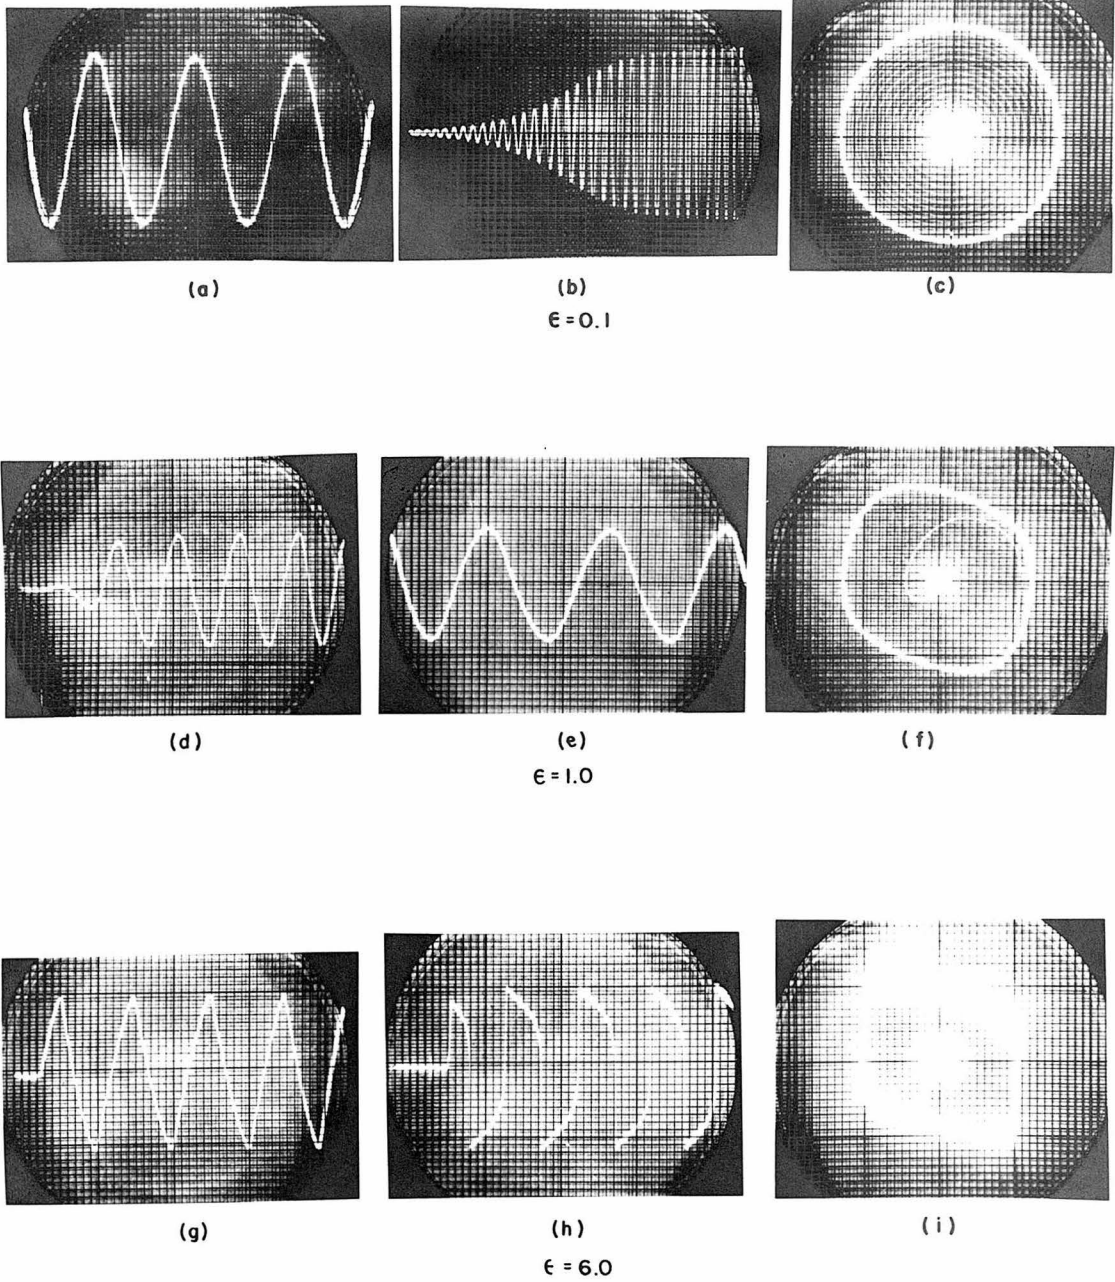 (a) (b) (c)
ϵ = 0.1
(d) (e) (f)
ϵ = 1.0
(g) (h) (i)
ϵ = 6.0